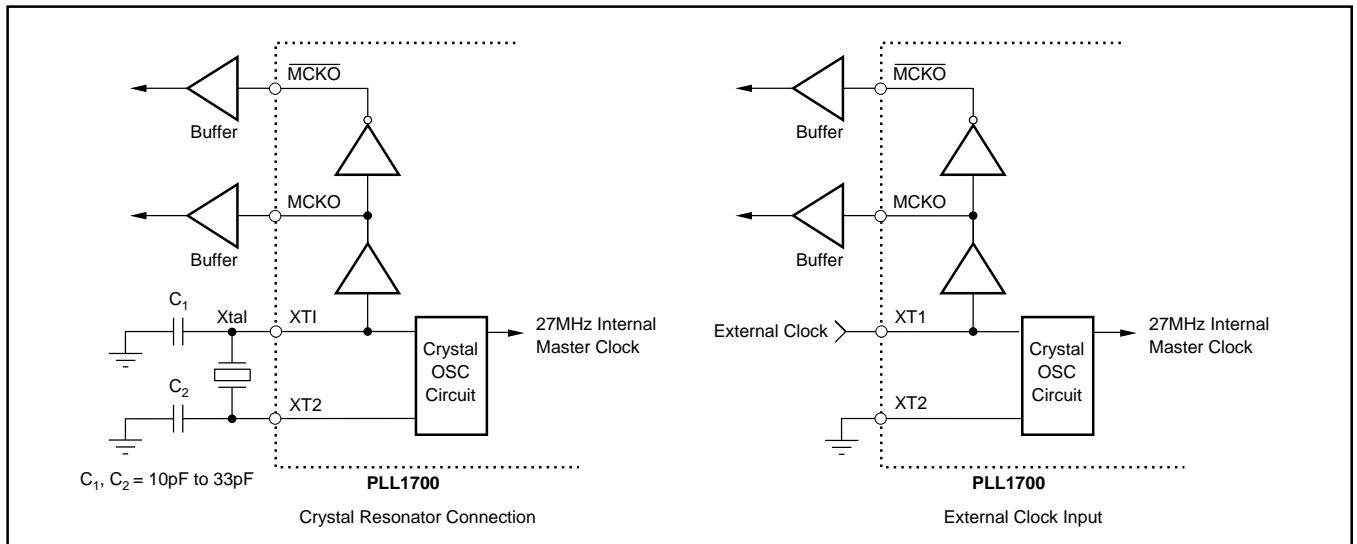 MCKO
Buffer
MCKO
Buffer
C1
Xtal
XTI
27MHz Internal
Master Clock
Crystal
OSC
Circuit
C2
XT2
C1, C2 = 10pF to 33pF
PLL1700
Crystal Resonator Connection
MCKO
Buffer
MCKO
Buffer
External Clock
XT1
27MHz Internal
Master Clock
Crystal
OSC
Circuit
XT2
PLL1700
External Clock Input